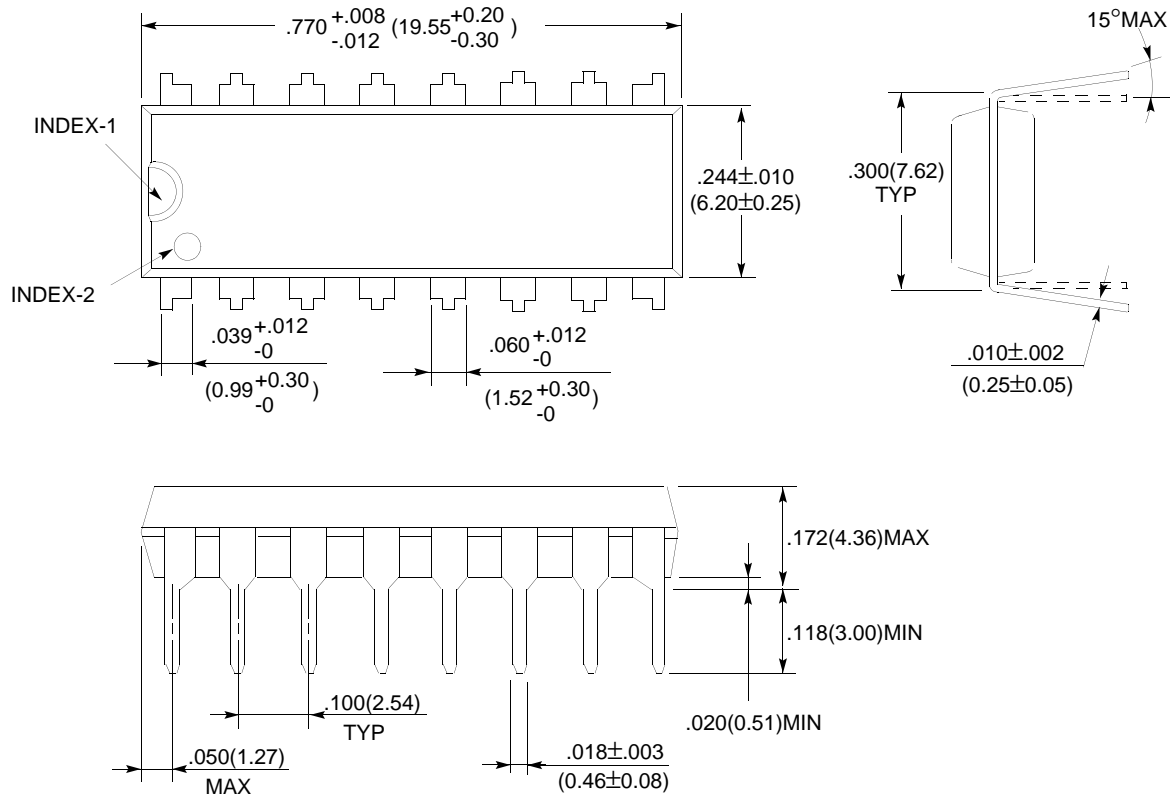 .770 +.008 -.012 (19.55 +0.20 -0.30 )
15°MAX
INDEX-1
.244±.010
(6.20±0.25)
.300(7.62)
TYP
INDEX-2
.039 +.012 -0
(0.99 +0.30 -0 )
.060 +.012 -0
(1.52 +0.30 -0 )
.010±.002
(0.25±0.05)
.172(4.36)MAX
.118(3.00)MIN
.020(0.51)MIN
.100(2.54)
TYP
.050(1.27)
MAX
.018±.003
(0.46±0.08)